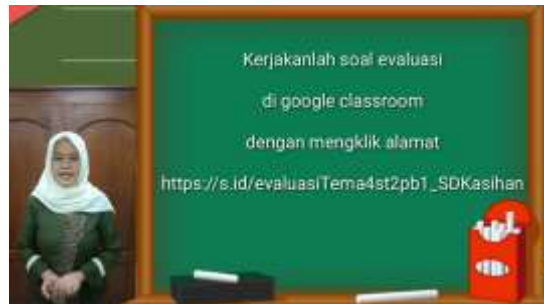 Kerjakanlah soal evaluasi
di google classroom
dengan mengklik alamat
https://s.id/evaluasiTema4st2pb1_SDKasihan